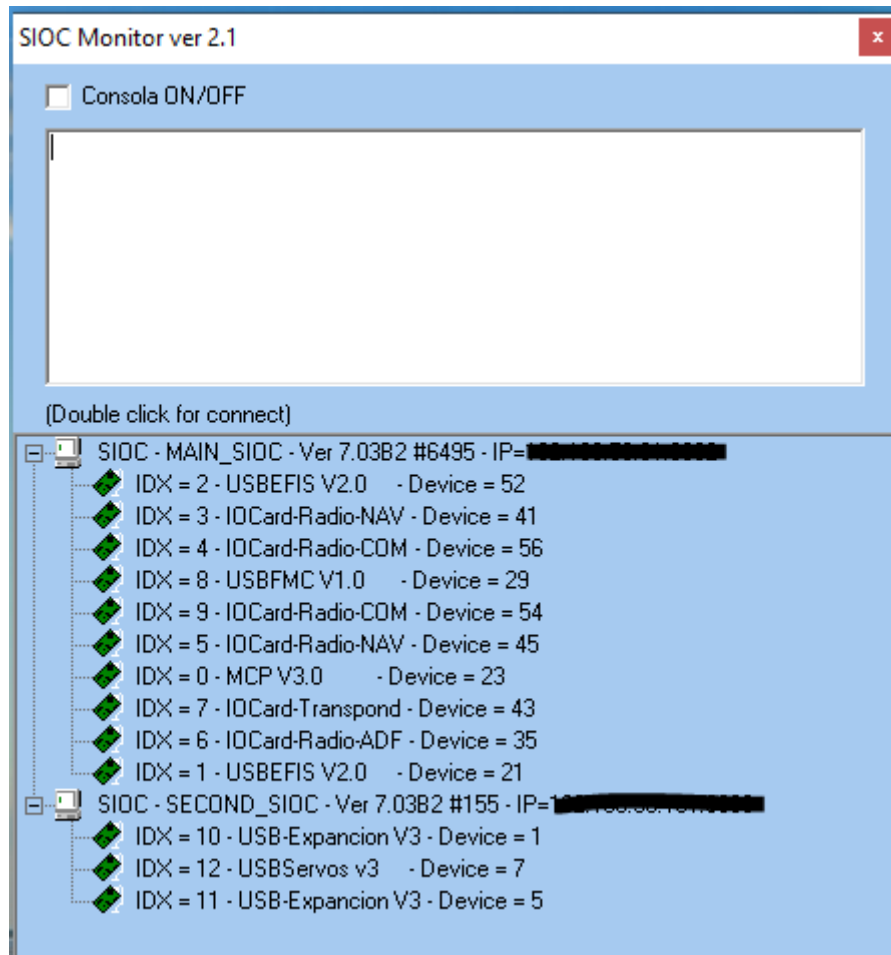 SIOC Monitor ver 2.1
x
Consola ON/OFF
(Double click for connect)
SIOC - MAIN_SIOC - Ver 7.03B2 #6495 - IP=
IDX = 2 - USBEFIS V2.0 - Device = 52
IDX = 3 - IOCard-Radio-NAV - Device = 41
IDX = 4 - IOCard-Radio-COM - Device = 56
IDX = 8 - USBFMC V1.0 - Device = 29
IDX = 9 - IOCard-Radio-COM - Device = 54
IDX = 5 - IOCard-Radio-NAV - Device = 45
IDX = 0 - MCP V3.0 - Device = 23
IDX = 7 - IOCard-Transpond - Device = 43
IDX = 6 - IOCard-Radio-ADF - Device = 35
IDX = 1 - USBEFIS V2.0 - Device = 21
SIOC - SECOND_SIOC - Ver 7.03B2 #155 - IP=
IDX = 10 - USB-Expancion V3 - Device = 1
IDX = 12 - USBServos v3 - Device = 7
IDX = 11 - USB-Expancion V3 - Device = 5